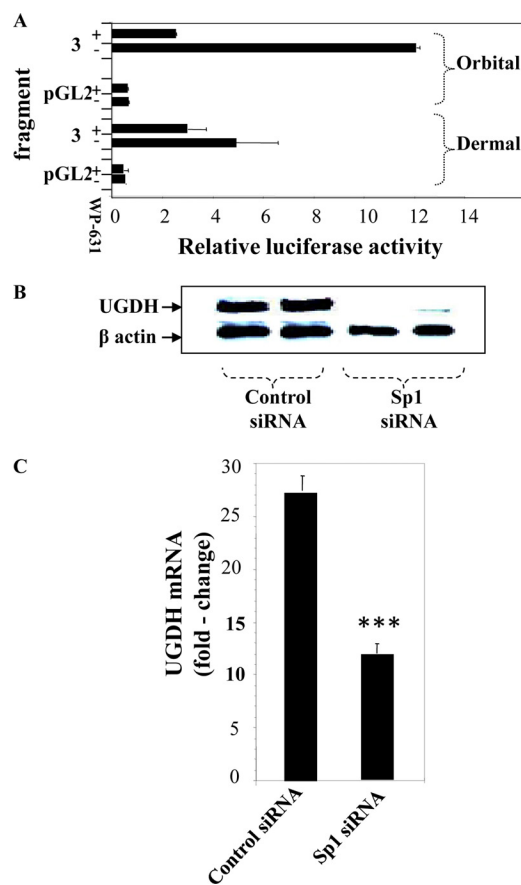 A
3 +
-
pGL2 +
-
3 +
-
pGL2 +
-
fragment
WP-631
Orbital
Dermal
0 2 4 6 8 10 12 14 16
Relative luciferase activity
B
UGDH
β actin
Control
siRNA
Sp1
siRNA
C
30
25
20
15
10
5
0
UGDH mRNA
(fold - change)
***
Control siRNA
Sp1 siRNA